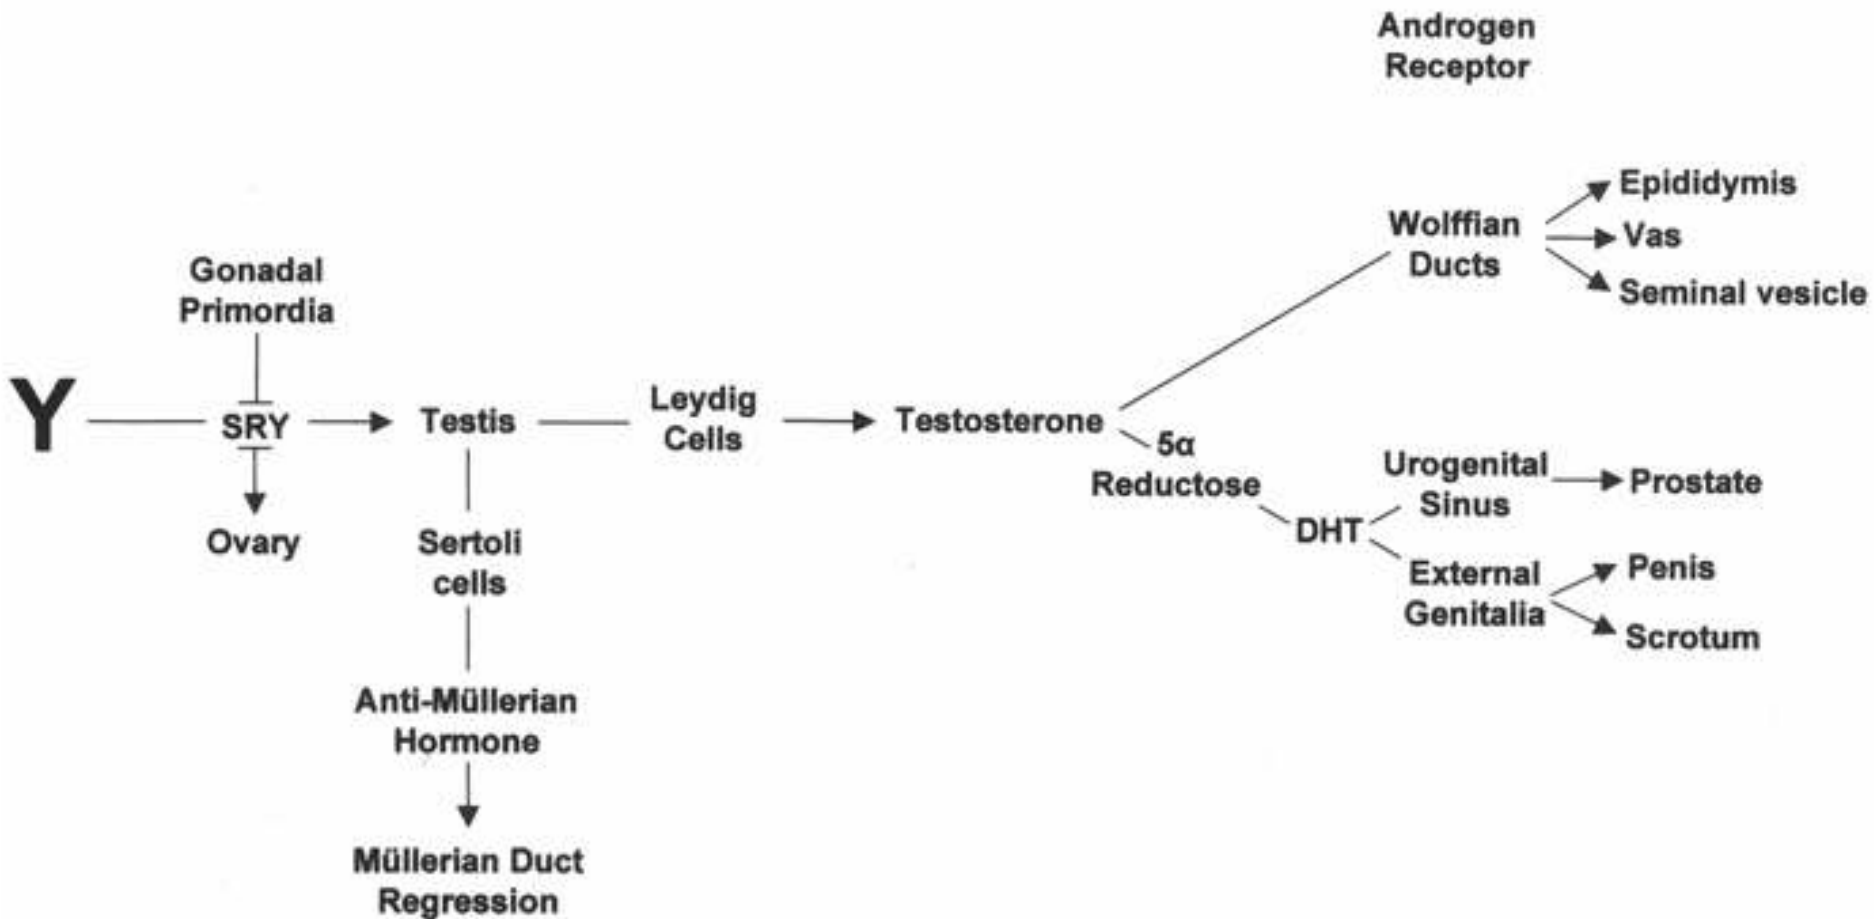 Androgen
Receptor
Gonadal
Primordia
Y
SRY
Ovary
Testis
Sertoli
cells
Anti-Müllerian
Hormone
Müllerian Duct
Regression
Leydig
Cells
Testosterone
5α
Reductose
DHT
Wolffian
Ducts
Epididymis
Vas
Seminal vesicle
Urogenital
Sinus
Prostate
External
Genitalia
Penis
Scrotum